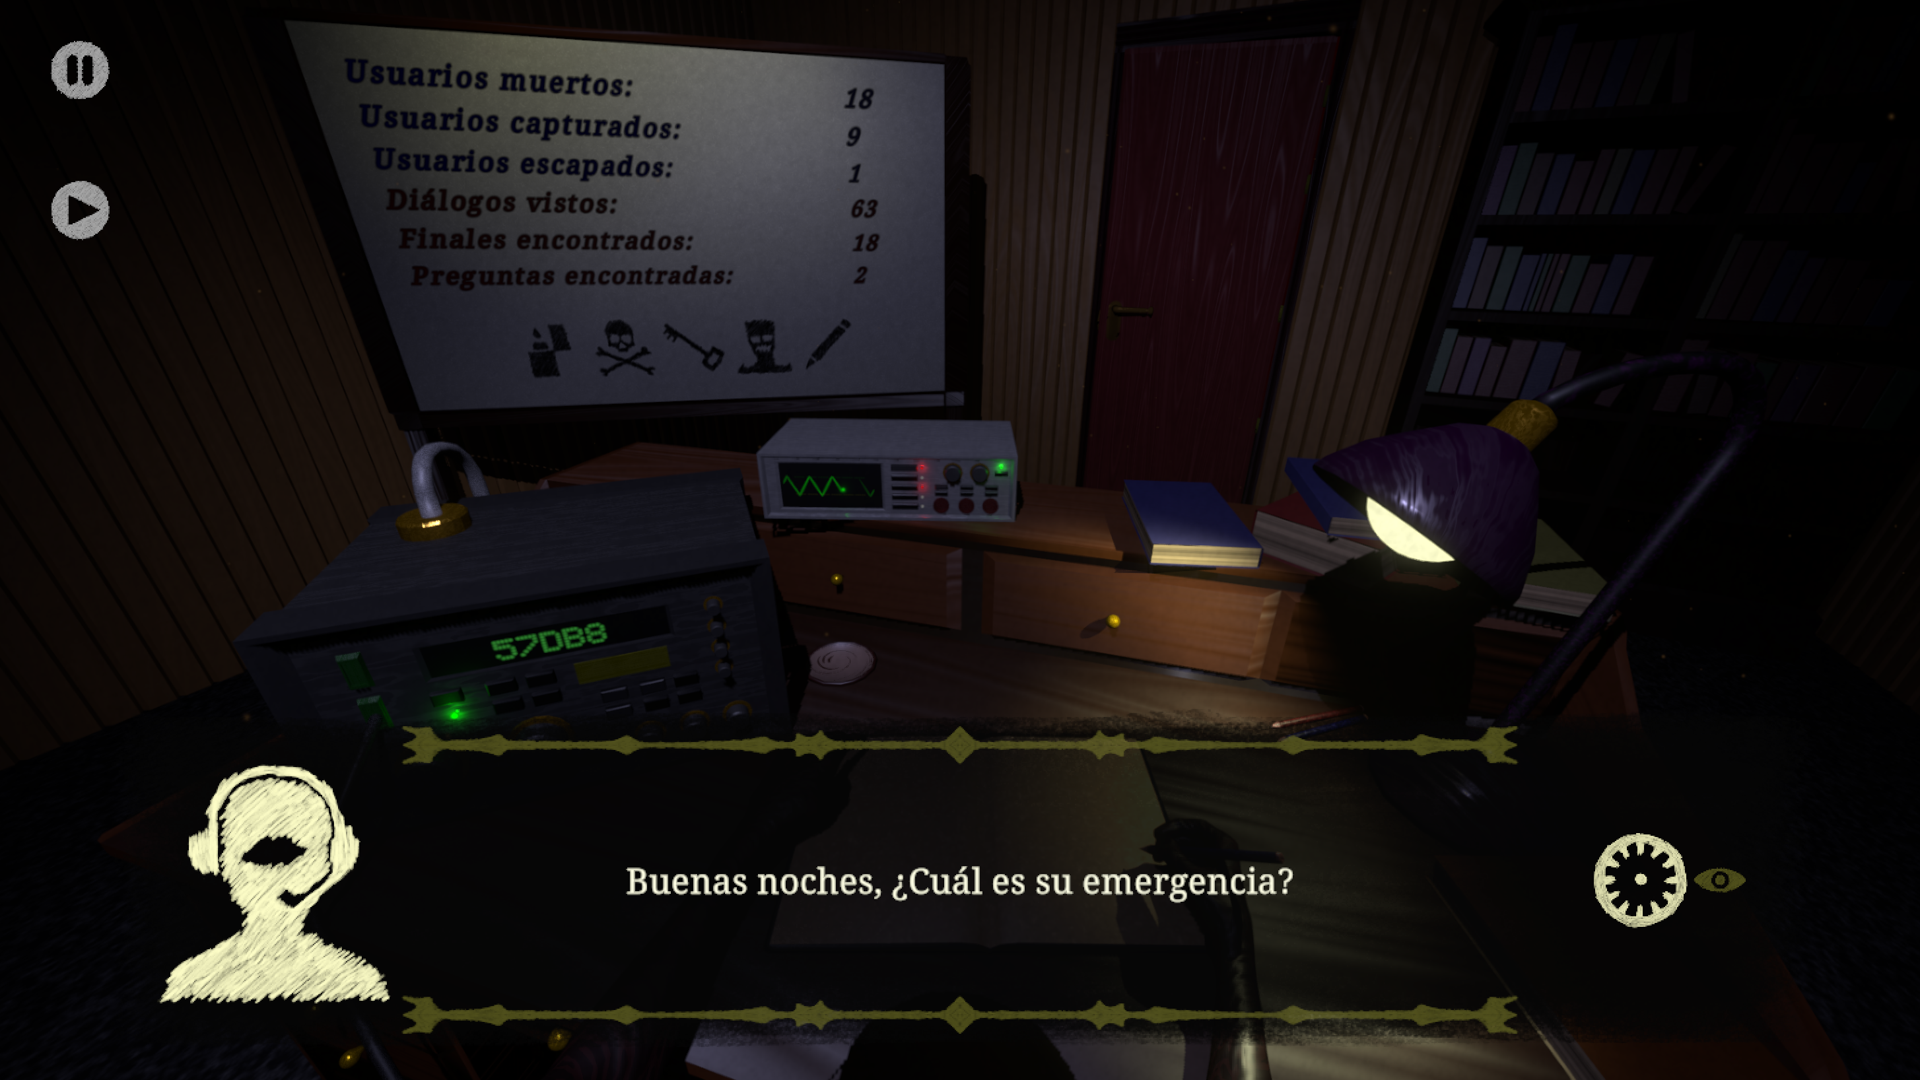 Usuarios muertos: 18
Usuarios capturados: 9
Usuarios escapados: 1
Diálogos vistos: 63
Finales encontrados: 18
Preguntas encontradas: 2
57DB8
Buenas noches, ¿Cuál es su emergencia?